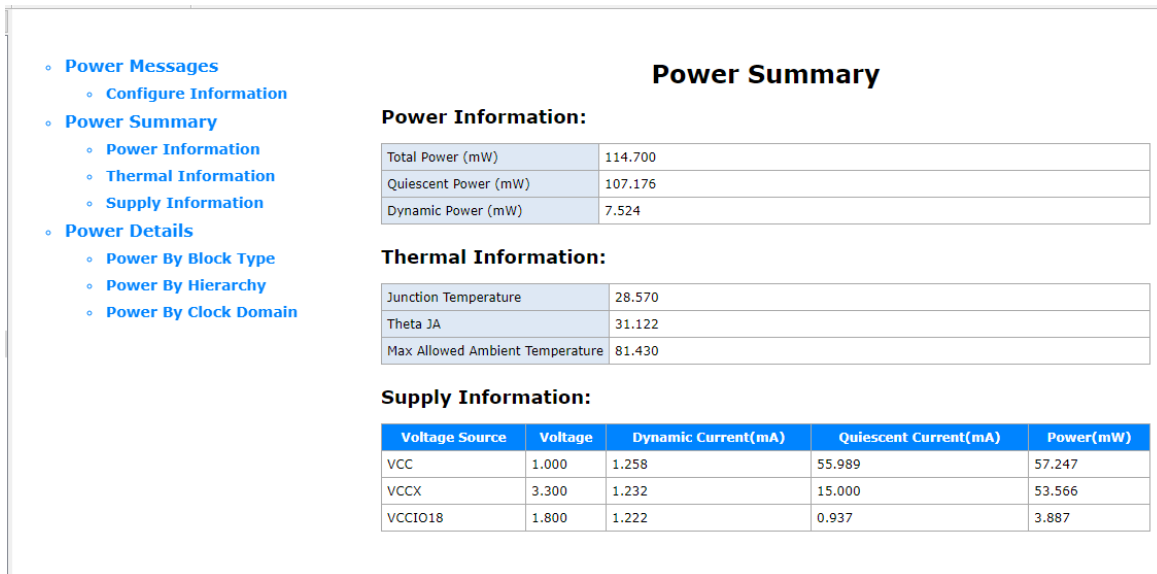 Power Messages
Configure Information
Power Summary
Power Information
Thermal Information
Supply Information
Power Details
Power By Block Type
Power By Hierarchy
Power By Clock Domain
Power Summary
Power Information:
Total Power (mW) 114.700
Quiescent Power (mW) 107.176
Dynamic Power (mW) 7.524
Thermal Information:
Junction Temperature 28.570
Theta JA 31.122
Max Allowed Ambient Temperature 81.430
Supply Information:
Voltage Source Voltage Dynamic Current(mA) Quiescent Current(mA) Power(mW)
VCC 1.000 1.258 55.989 57.247
VCCX 3.300 1.232 15.000 53.566
VCCIO18 1.800 1.222 0.937 3.887